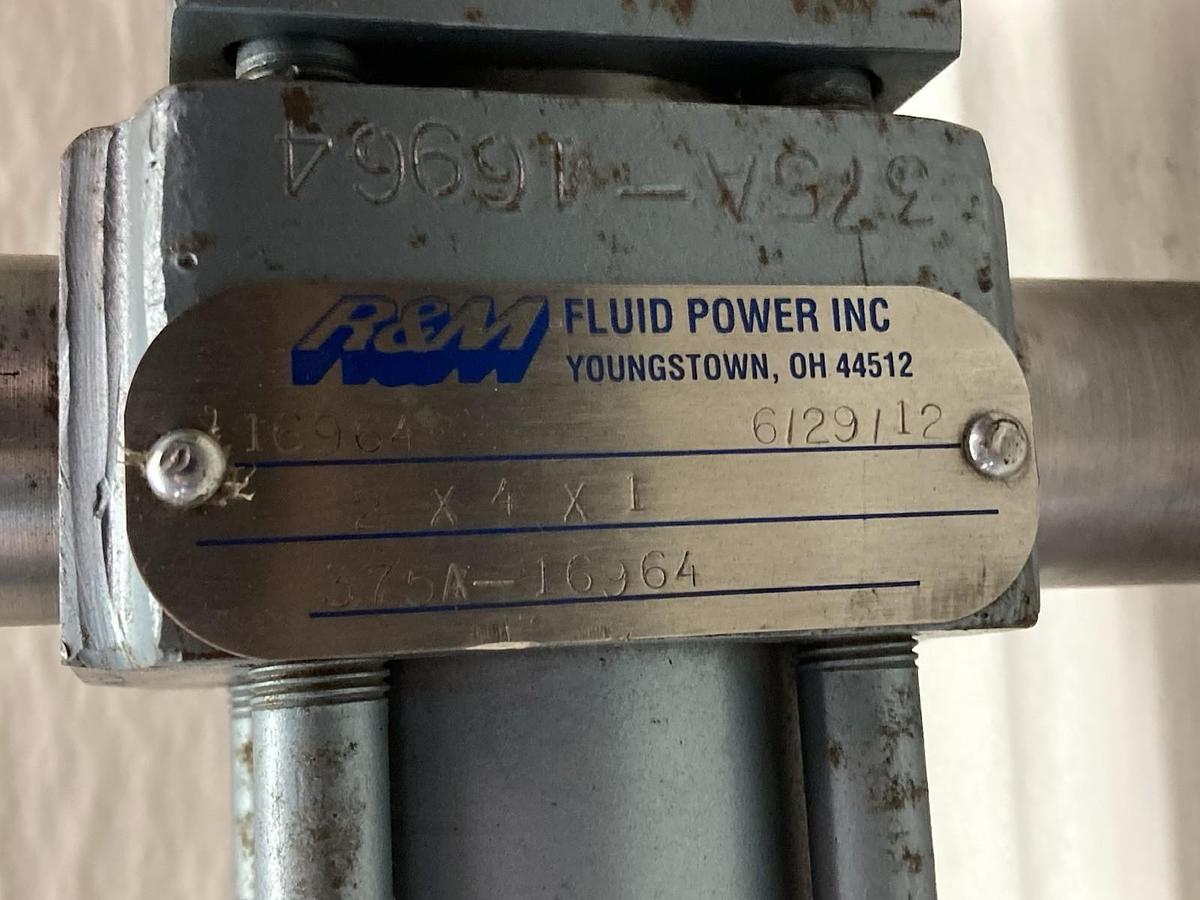 375A-16964
R&M FLUID POWER INC
YOUNGSTOWN, OH 44512
16964 6/29/12
2 X 4 X 1
375A-16964